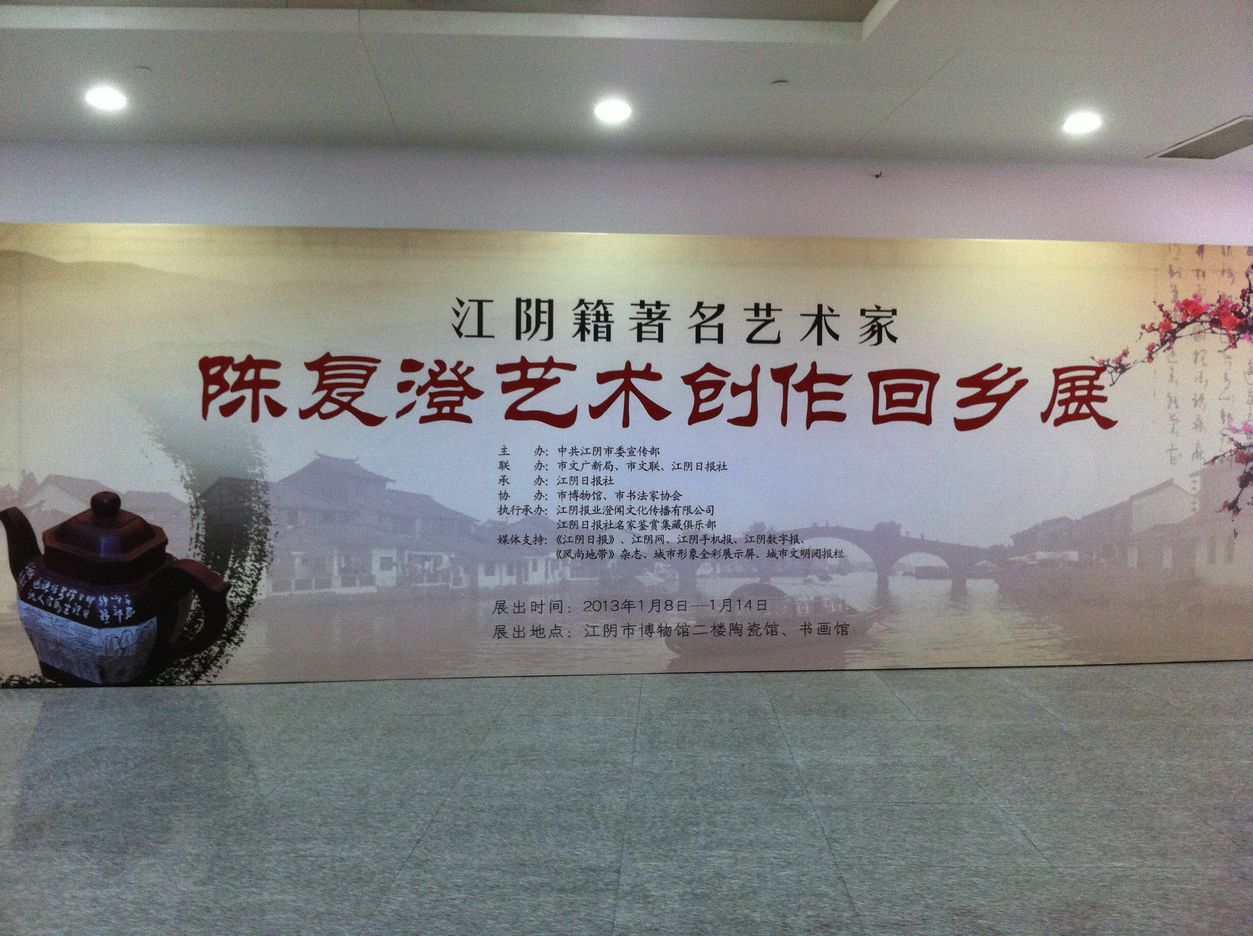 江阴籍著名艺术家
陈复澄艺术创作回乡展
主　　办：中共江阴市委宣传部
联　　办：市文广新局、市文联、江阴日报社
承　　办：江阴日报社
协　　办：市博物馆、市书法家协会
执行承办：江阴报业澄闻文化传播有限公司
江阴日报社名家鉴赏集藏俱乐部
媒体支持：《江阴日报》、江阴网、江阴手机报、江阴数字报、
《风尚地带》杂志、城市形象全彩展示屏、城市文明阅报栏
展出时间：2013年1月8日—1月14日
展出地点：江阴市博物馆二楼陶瓷馆、书画馆